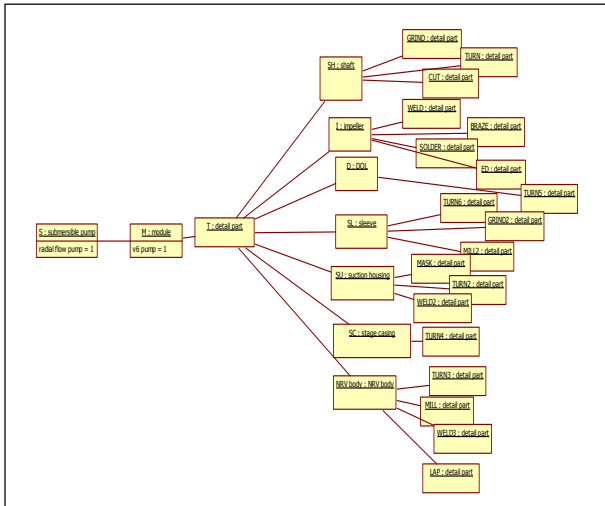 GRIND : detail part
TURN : detail part
SH : shaft
CUT : detail part
WELD : detail part
I : impeller
BRAZE : detail part
SOLDER : detail part
D : DOL
ED : detail part
TURN5 : detail part
TURN6 : detail part
SL : sleeve
GRIND2 : detail part
T : detail part
S : submersible pump
radial flow pump = 1
M : module
v6 pump = 1
MILL2 : detail part
MASK : detail part
SU : suction housing
TURN2 : detail part
WELD2 : detail part
SC : stage casing
TURN4 : detail part
TURN3 : detail part
NRV body : NRV body
MILL : detail part
WELD3 : detail part
LAP : detail part